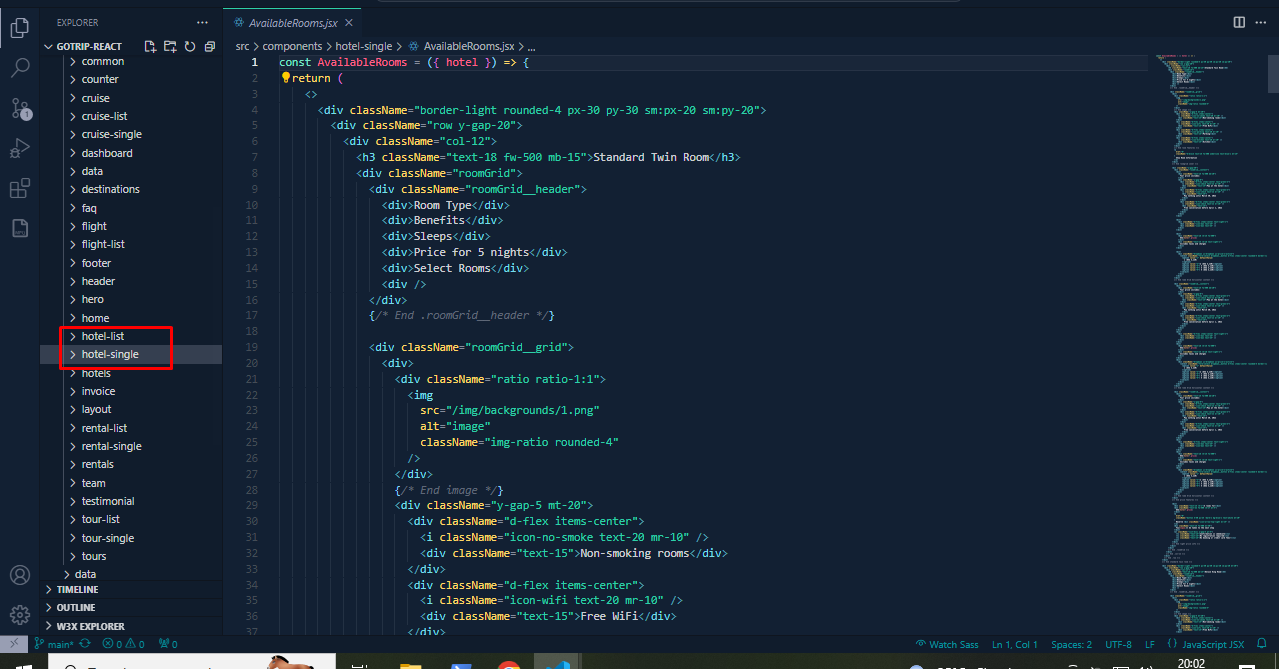 EXPLORER
GOTRIP-REACT
common
counter
cruise
cruise-list
cruise-single
dashboard
data
destinations
faq
flight
flight-list
footer
header
hero
home
hotel-list
hotel-single
hotels
invoice
layout
rental-list
rental-single
rentals
team
testimonial
tour-list
tour-single
tours
data
TIMELINE
OUTLINE
W3X EXPLORER
1
AvailableRooms.jsx
src > components > hotel-single > AvailableRooms.jsx > ...
1 const AvailableRooms = ({ hotel }) => {
2 return (
3 <>
4 <div className="border-light rounded-4 px-30 py-30 sm:px-20 sm:py-20">
5 <div className="row y-gap-20">
6 <div className="col-12">
7 <h3 className="text-18 fw-500 mb-15">Standard Twin Room</h3>
8 <div className="roomGrid">
9 <div className="roomGrid__header">
10 <div>Room Type</div>
11 <div>Benefits</div>
12 <div>Sleeps</div>
13 <div>Price for 5 nights</div>
14 <div>Select Rooms</div>
15 <div />
16 </div>
17 {/* End .roomGrid__header */}
18
19 <div className="roomGrid__grid">
20 <div>
21 <div className="ratio ratio-1:1">
22 <img
23 src="/img/backgrounds/1.png"
24 alt="image"
25 className="img-ratio rounded-4"
26 />
27 </div>
28 {/* End image */}
29 <div className="y-gap-5 mt-20">
30 <div className="d-flex items-center">
31 <i className="icon-no-smoke text-20 mr-10" />
32 <div className="text-15">Non-smoking rooms</div>
33 </div>
34 <div className="d-flex items-center">
35 <i className="icon-wifi text-20 mr-10" />
36 <div className="text-15">Free WiFi</div>
37 </div>
main* 0 0 0 Watch Sass Ln 1, Col 1 Spaces: 2 UTF-8 LF { } JavaScript JSX
20:02